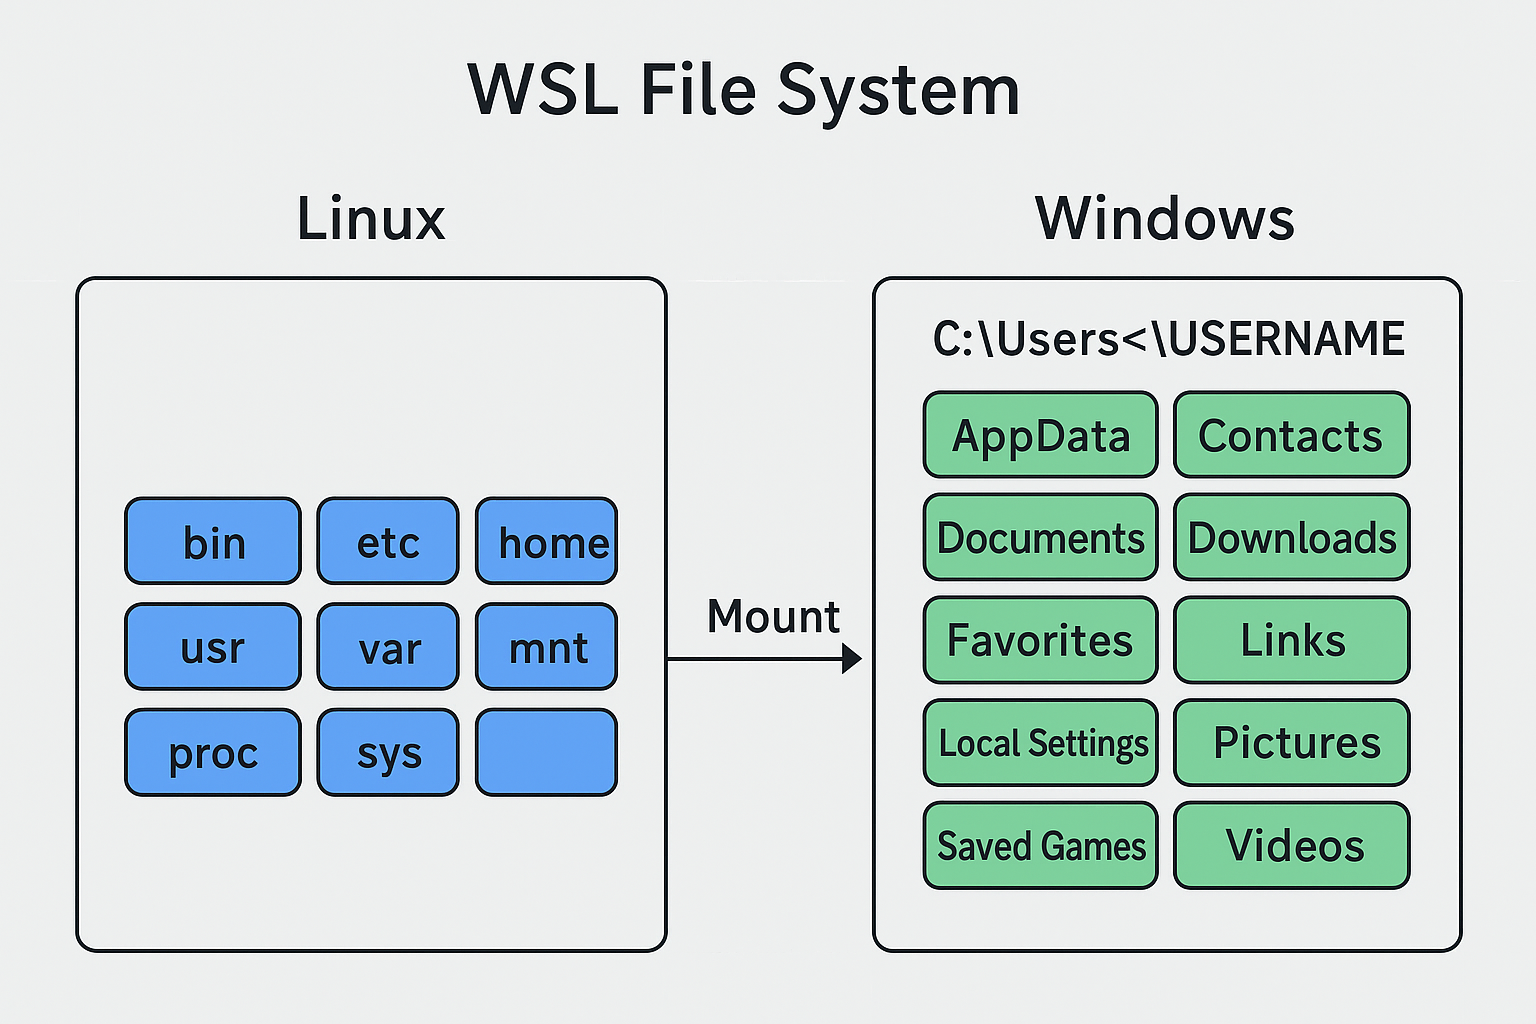 WSL File System
Linux
bin etc home
usr var mnt
proc sys
Mount
Windows
C:\Users<\USERNAME
AppData Contacts
Documents Downloads
Favorites Links
Local Settings Pictures
Saved Games Videos